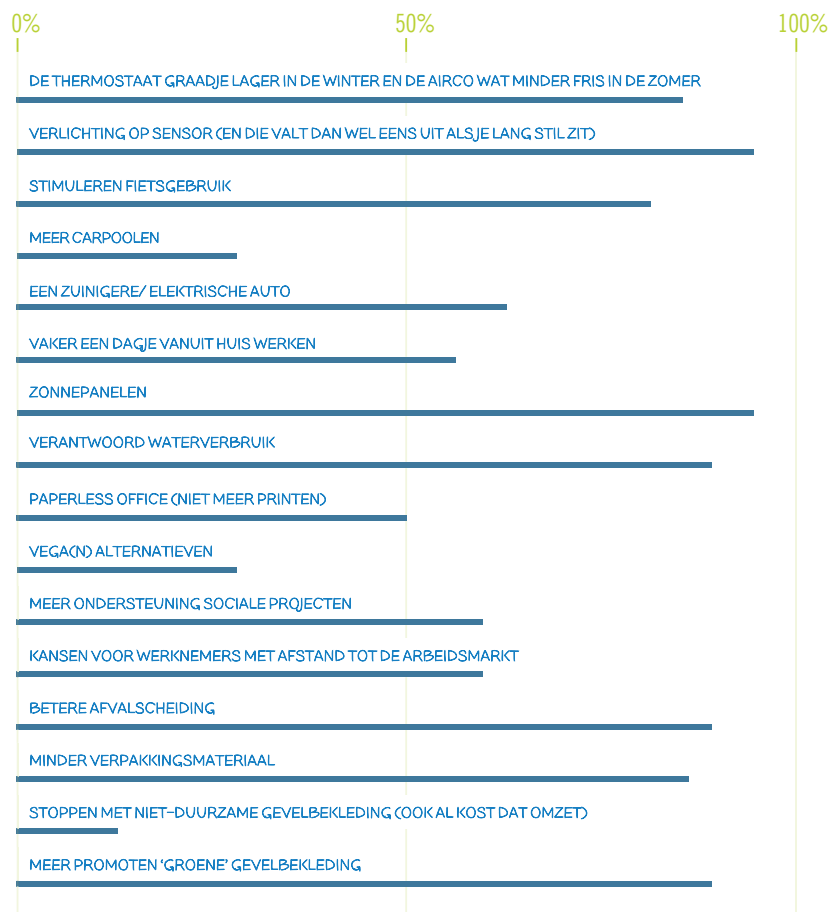 0% 50% 100%
DE THERMOSTAAT GRAADJE LAGER IN DE WINTER EN DE AIRCO WAT MINDER FRIS IN DE ZOMER
VERLICHTING OP SENSOR (EN DIE VALT DAN WEL EENS UIT ALS JE LANG STIL ZIT)
STIMULEREN FIETSGEBRUIK
MEER CARPOOLEN
EEN ZUINIGERE/ ELEKTRISCHE AUTO
VAKER EEN DAGJE VANUIT HUIS WERKEN
ZONNEPANELEN
VERANTWOORD WATERVERBRUIK
PAPERLESS OFFICE (NIET MEER PRINTEN)
VEGA(N) ALTERNATIEVEN
MEER ONDERSTEUNING SOCIALE PROJECTEN
KANSEN VOOR WERKNEMERS MET AFSTAND TOT DE ARBEIDSMARKT
BETERE AFVALSCHEIDING
MINDER VERPAKKINGSMATERIAAL
STOPPEN MET NIET-DUURZAME GEVELBEKLEDING (OOK AL KOST DAT OMZET)
MEER PROMOTEN ‘GROENE’ GEVELBEKLEDING